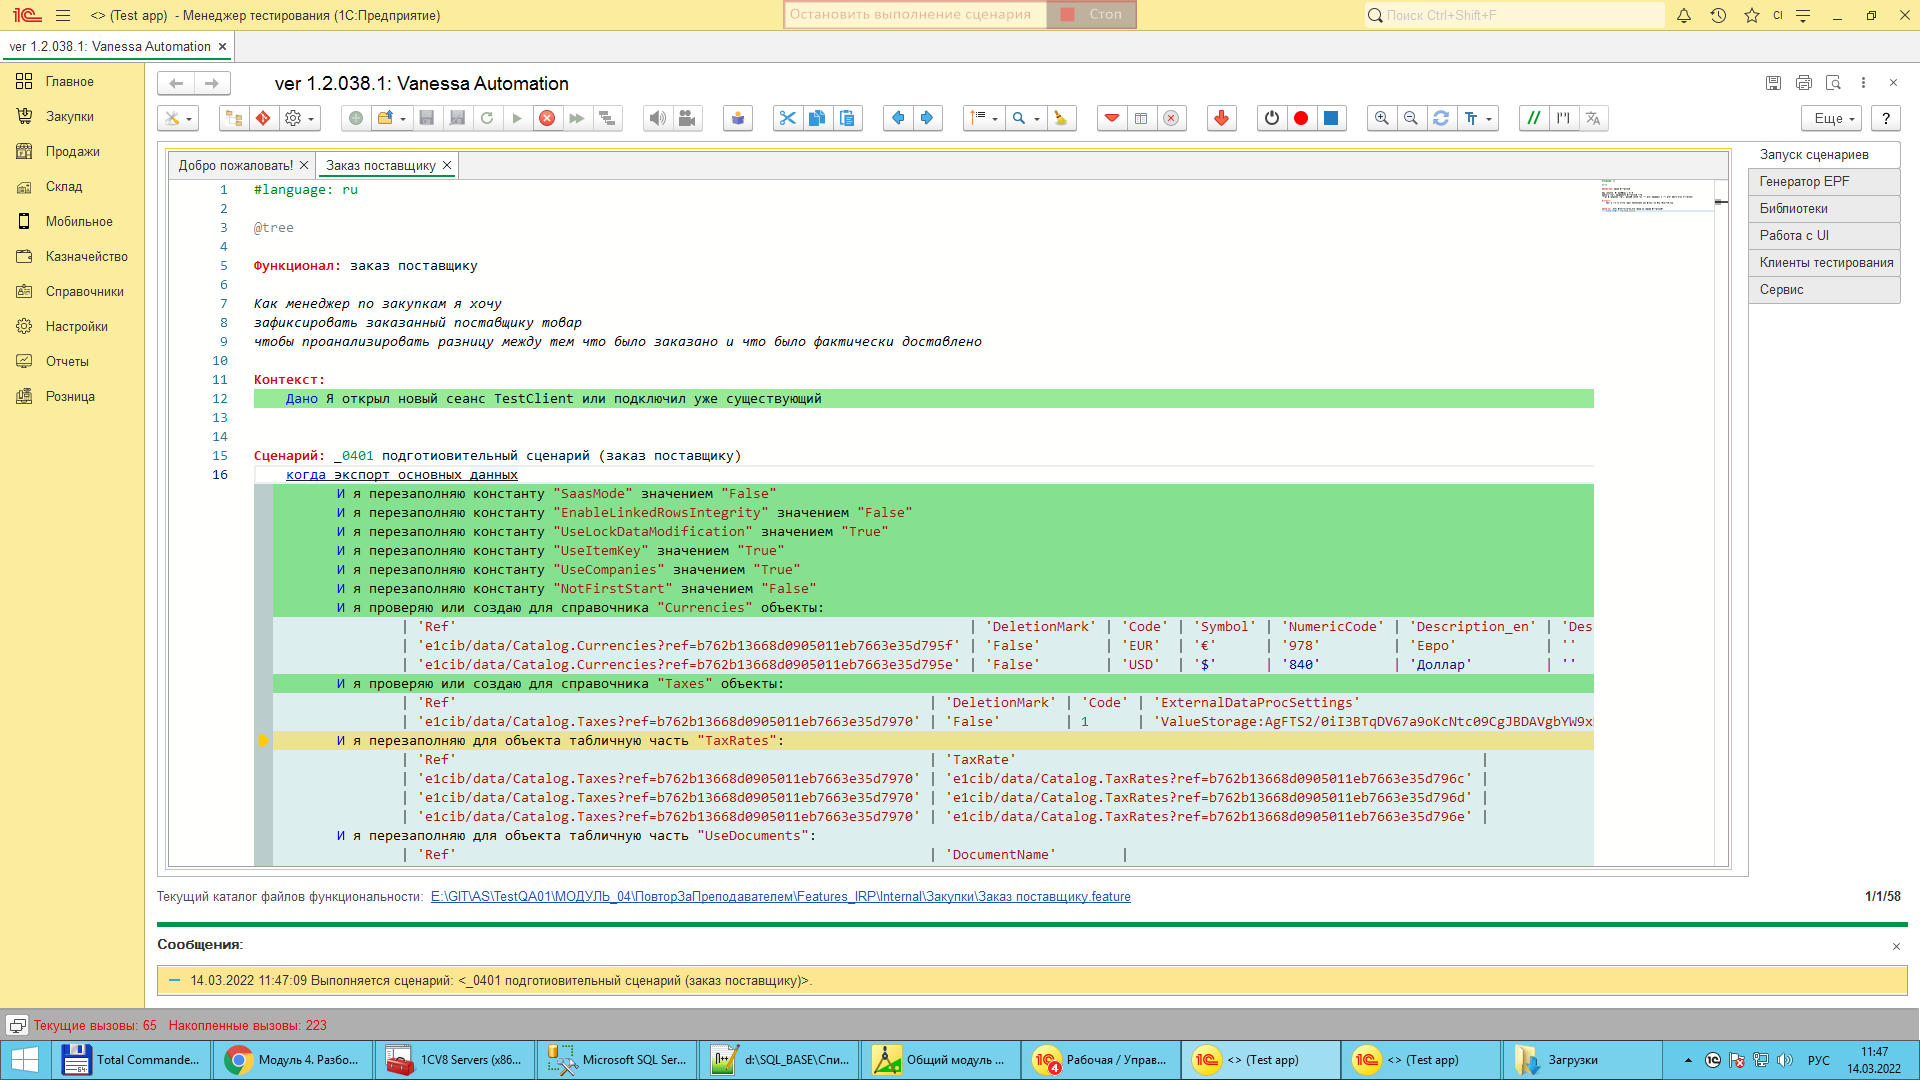 <> (Test app) - Менеджер тестирования (1С:Предприятие)
Остановить выполнение сценария Стоп
Поиск Ctrl+Shift+F
CI
ver 1.2.038.1: Vanessa Automation ×
Главное
Закупки
Продажи
Склад
Мобильное
Казначейство
Справочники
Настройки
Отчеты
Розница
ver 1.2.038.1: Vanessa Automation
Еще
?
Добро пожаловать! ×
Заказ поставщику ×
Запуск сценариев
Генератор EPF
Библиотеки
Работа с UI
Клиенты тестирования
Сервис
1 #language: ru
2
3 @tree
4
5 Функционал: заказ поставщику
6
7 Как менеджер по закупкам я хочу
8 зафиксировать заказанный поставщику товар
9 чтобы проанализировать разницу между тем что было заказано и что было фактически доставлено
10
11 Контекст:
12 Дано Я открыл новый сеанс TestClient или подключил уже существующий
13
14
15 Сценарий: _0401 подготиовительный сценарий (заказ поставщику)
16 когда экспорт основных данных
И я перезаполняю константу "SaasMode" значением "False"
И я перезаполняю константу "EnableLinkedRowsIntegrity" значением "False"
И я перезаполняю константу "UseLockDataModification" значением "True"
И я перезаполняю константу "UseItemKey" значением "True"
И я перезаполняю константу "UseCompanies" значением "True"
И я перезаполняю константу "NotFirstStart" значением "False"
И я проверяю или создаю для справочника "Currencies" объекты:
| 'Ref' | 'DeletionMark' | 'Code' | 'Symbol' | 'NumericCode' | 'Description_en' | 'Des
| 'e1cib/data/Catalog.Currencies?ref=b762b13668d0905011eb7663e35d795f' | 'False' | 'EUR' | '€' | '978' | 'Евро' | ''
| 'e1cib/data/Catalog.Currencies?ref=b762b13668d0905011eb7663e35d795e' | 'False' | 'USD' | '$' | '840' | 'Доллар' | ''
И я проверяю или создаю для справочника "Taxes" объекты:
| 'Ref' | 'DeletionMark' | 'Code' | 'ExternalDataProcSettings'
| 'e1cib/data/Catalog.Taxes?ref=b762b13668d0905011eb7663e35d7970' | 'False' | 1 | 'ValueStorage:AgFTS2/0iI3BTqDV67a9oKcNtc09CgJBDAVgbYW9x
И я перезаполняю для объекта табличную часть "TaxRates":
| 'Ref' | 'TaxRate' |
| 'e1cib/data/Catalog.Taxes?ref=b762b13668d0905011eb7663e35d7970' | 'e1cib/data/Catalog.TaxRates?ref=b762b13668d0905011eb7663e35d796c' |
| 'e1cib/data/Catalog.Taxes?ref=b762b13668d0905011eb7663e35d7970' | 'e1cib/data/Catalog.TaxRates?ref=b762b13668d0905011eb7663e35d796d' |
| 'e1cib/data/Catalog.Taxes?ref=b762b13668d0905011eb7663e35d7970' | 'e1cib/data/Catalog.TaxRates?ref=b762b13668d0905011eb7663e35d796e' |
И я перезаполняю для объекта табличную часть "UseDocuments":
| 'Ref' | 'DocumentName' |
Текущий каталог файлов функциональности: E:\GIT\AS\TestQA01\МОДУЛЬ_04\ПовторЗаПреподавателем\Features_IRP\Internal\Закупки\Заказ поставщику.feature
1/1/58
Сообщения:
14.03.2022 11:47:09 Выполняется сценарий: <_0401 подготиовительный сценарий (заказ поставщику)>.
Текущие вызовы: 65 Накопленные вызовы: 223
Total Commande...
Модуль 4. Разбо...
1CV8 Servers (x86...
Microsoft SQL Ser...
d:\SQL_BASE\Спи...
Общий модуль ...
Рабочая / Управ...
<> (Test app)
<> (Test app)
Загрузки
РУС
11:47
14.03.2022